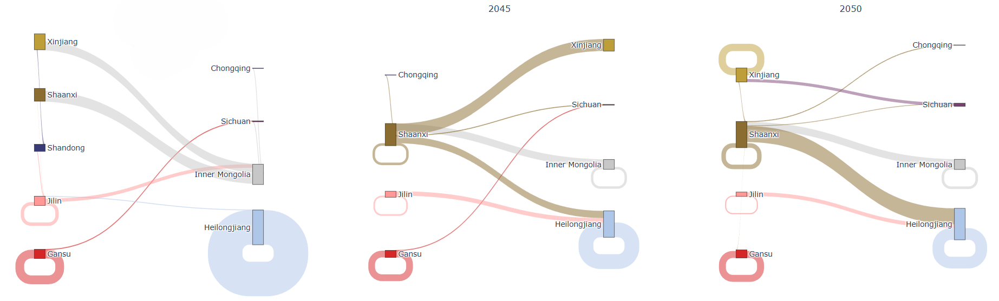 Xinjiang
Shaanxi
Shandong
Jilin
Gansu
Chongqing
Sichuan
Inner Mongolia
Heilongjiang
2045
Chongqing
Shaanxi
Jilin
Gansu
Xinjiang
Sichuan
Inner Mongolia
Heilongjiang
2050
Xinjiang
Shaanxi
Jilin
Gansu
Chongqing
Sichuan
Inner Mongolia
Heilongjiang